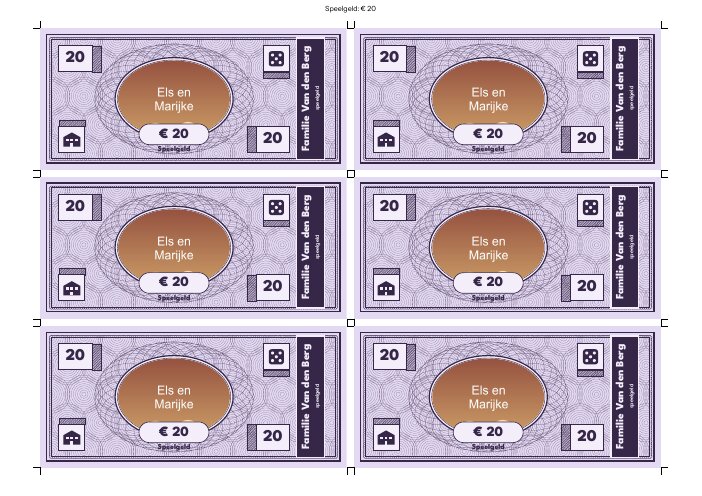 Speelgeld: € 20
20
Els en
Marijke
€ 20
Speelgeld
20
Familie Van den Berg
speelgeld
20
Els en
Marijke
€ 20
Speelgeld
20
Familie Van den Berg
speelgeld
20
Els en
Marijke
€ 20
Speelgeld
20
Familie Van den Berg
speelgeld
20
Els en
Marijke
€ 20
Speelgeld
20
Familie Van den Berg
speelgeld
20
Els en
Marijke
€ 20
Speelgeld
20
Familie Van den Berg
speelgeld
20
Els en
Marijke
€ 20
Speelgeld
20
Familie Van den Berg
speelgeld